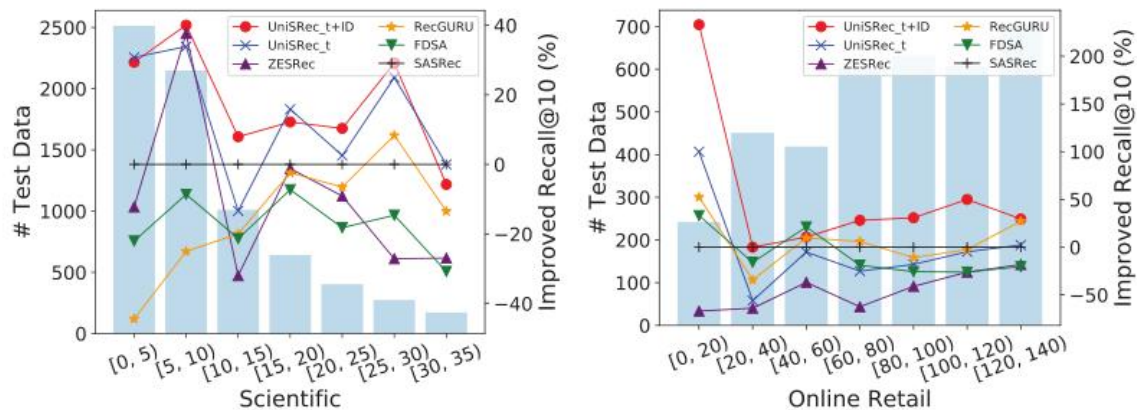 2500
2000
1500
1000
500
0
# Test Data
UniSRec_t+ID
UniSRec_t
ZESRec
RecGURU
FDSA
SASRec
40
20
0
−20
−40
Improved Recall@10 (%)
[0, 5)
[5, 10)
[10, 15)
[15, 20)
[20, 25)
[25, 30)
[30, 35)
Scientific
700
600
500
400
300
200
100
0
# Test Data
UniSRec_t+ID
UniSRec_t
ZESRec
RecGURU
FDSA
SASRec
200
150
100
50
0
−50
Improved Recall@10 (%)
[0, 20)
[20, 40)
[40, 60)
[60, 80)
[80, 100)
[100, 120)
[120, 140)
Online Retail